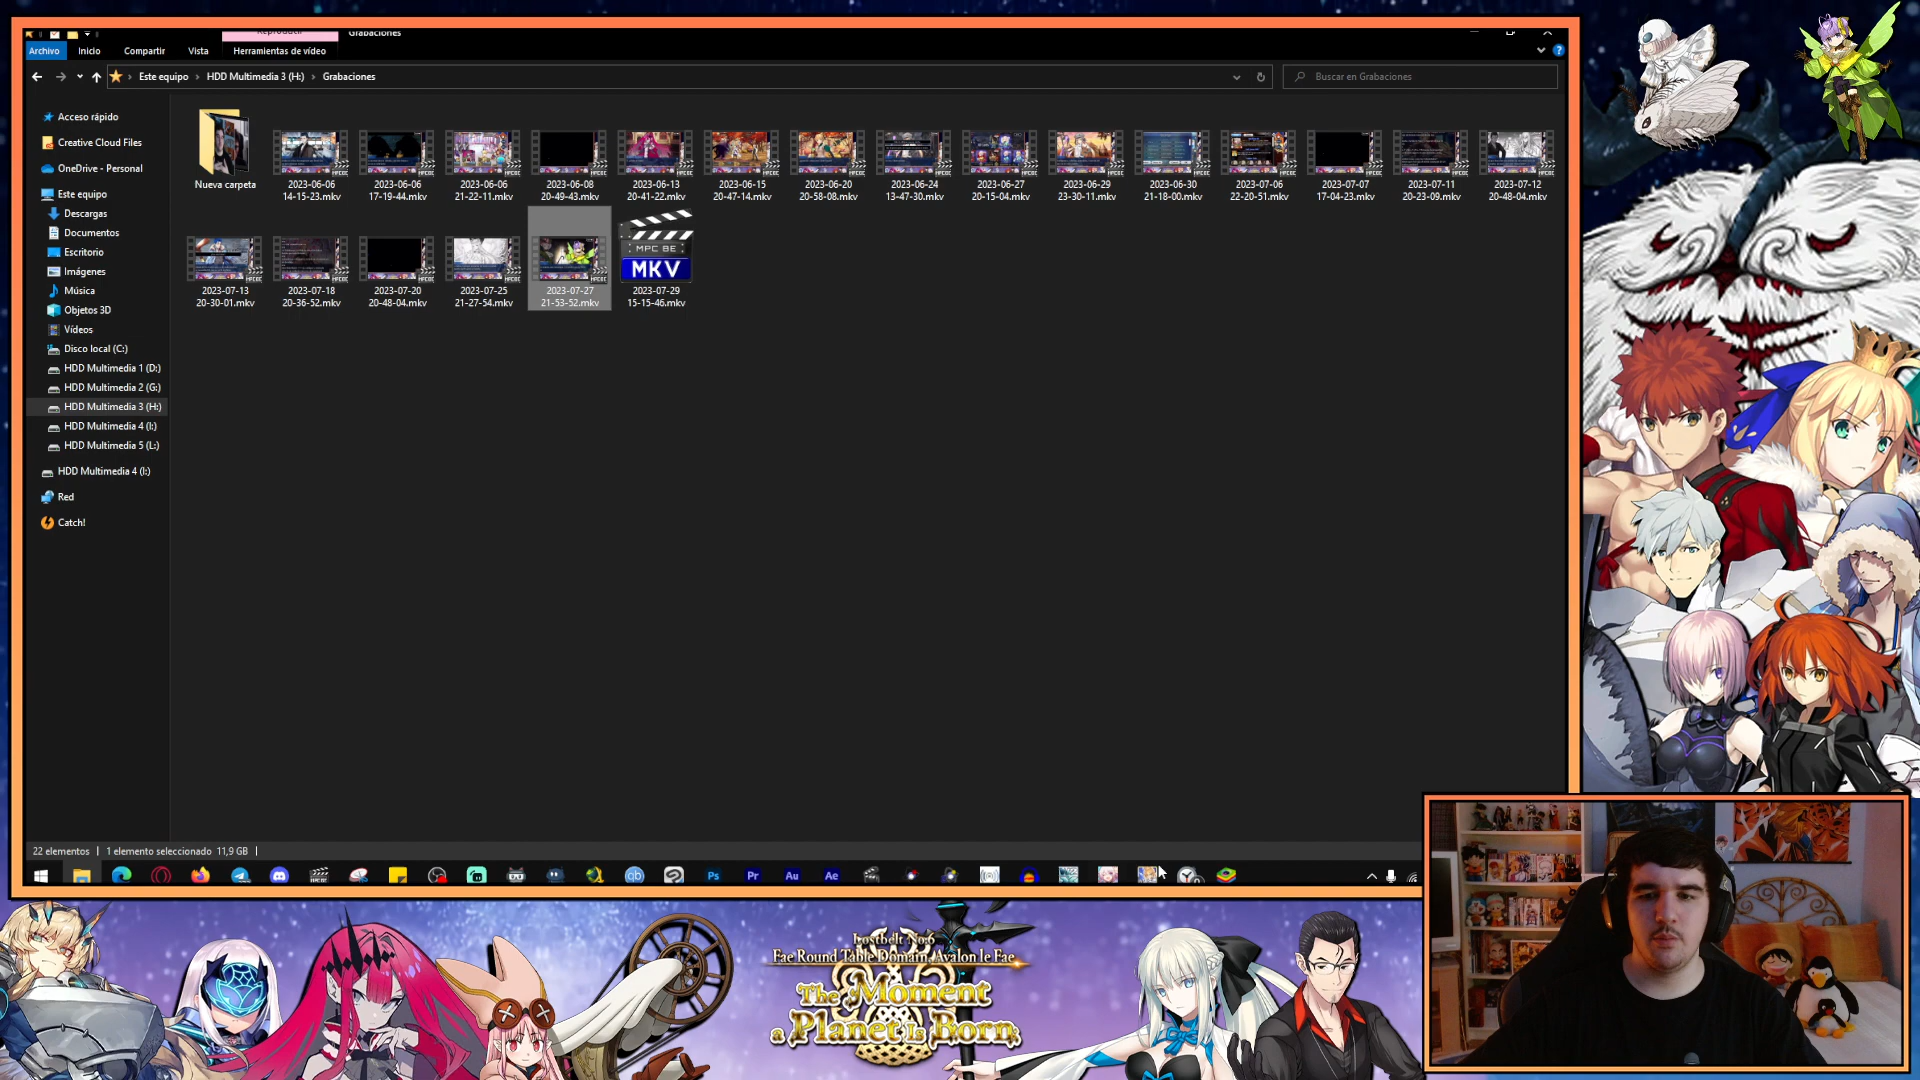 Reproducir
Grabaciones
Archivo
Inicio
Compartir
Vista
Herramientas de vídeo
Este equipo
HDD Multimedia 3 (H:)
Grabaciones
Buscar en Grabaciones
Acceso rápido
Creative Cloud Files
OneDrive - Personal
Este equipo
Descargas
Documentos
Escritorio
Imágenes
Música
Objetos 3D
Vídeos
Disco local (C:)
HDD Multimedia 1 (D:)
HDD Multimedia 2 (G:)
HDD Multimedia 3 (H:)
HDD Multimedia 4 (I:)
HDD Multimedia 5 (L:)
HDD Multimedia 4 (I:)
Red
Catch!
Nueva carpeta
2023-06-06
14-15-23.mkv
2023-06-06
17-19-44.mkv
2023-06-06
21-22-11.mkv
2023-06-08
20-49-43.mkv
2023-06-13
20-41-22.mkv
2023-06-15
20-47-14.mkv
2023-06-20
20-58-08.mkv
2023-06-24
13-47-30.mkv
2023-06-27
20-15-04.mkv
2023-06-29
23-30-11.mkv
2023-06-30
21-18-00.mkv
2023-07-06
22-20-51.mkv
2023-07-07
17-04-23.mkv
2023-07-11
20-23-09.mkv
2023-07-12
20-48-04.mkv
2023-07-13
20-30-01.mkv
2023-07-18
20-36-52.mkv
2023-07-20
20-48-04.mkv
2023-07-25
21-27-54.mkv
2023-07-27
21-53-52.mkv
MPC BE
MKV
2023-07-29
15-15-46.mkv
22 elementos
1 elemento seleccionado 11,9 GB
qb
Ps
Pr
Au
Ae
Lostbelt No.6
Fae Round Table Domain, Avalon le Fae
The Moment
a Planet Is Born